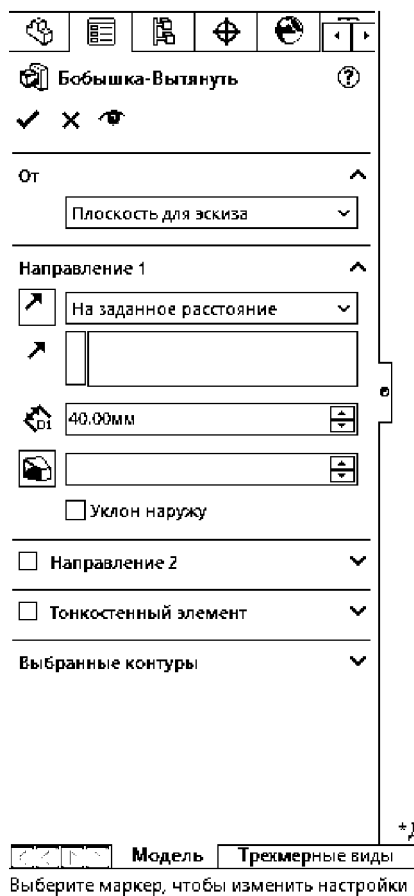 Бобышка-Вытянуть
От
Плоскость для эскиза
Направление 1
На заданное расстояние
D1 40.00мм
Уклон наружу
Направление 2
Тонкостенный элемент
Выбранные контуры
Модель Трехмерные виды
Выберите маркер, чтобы изменить настройки